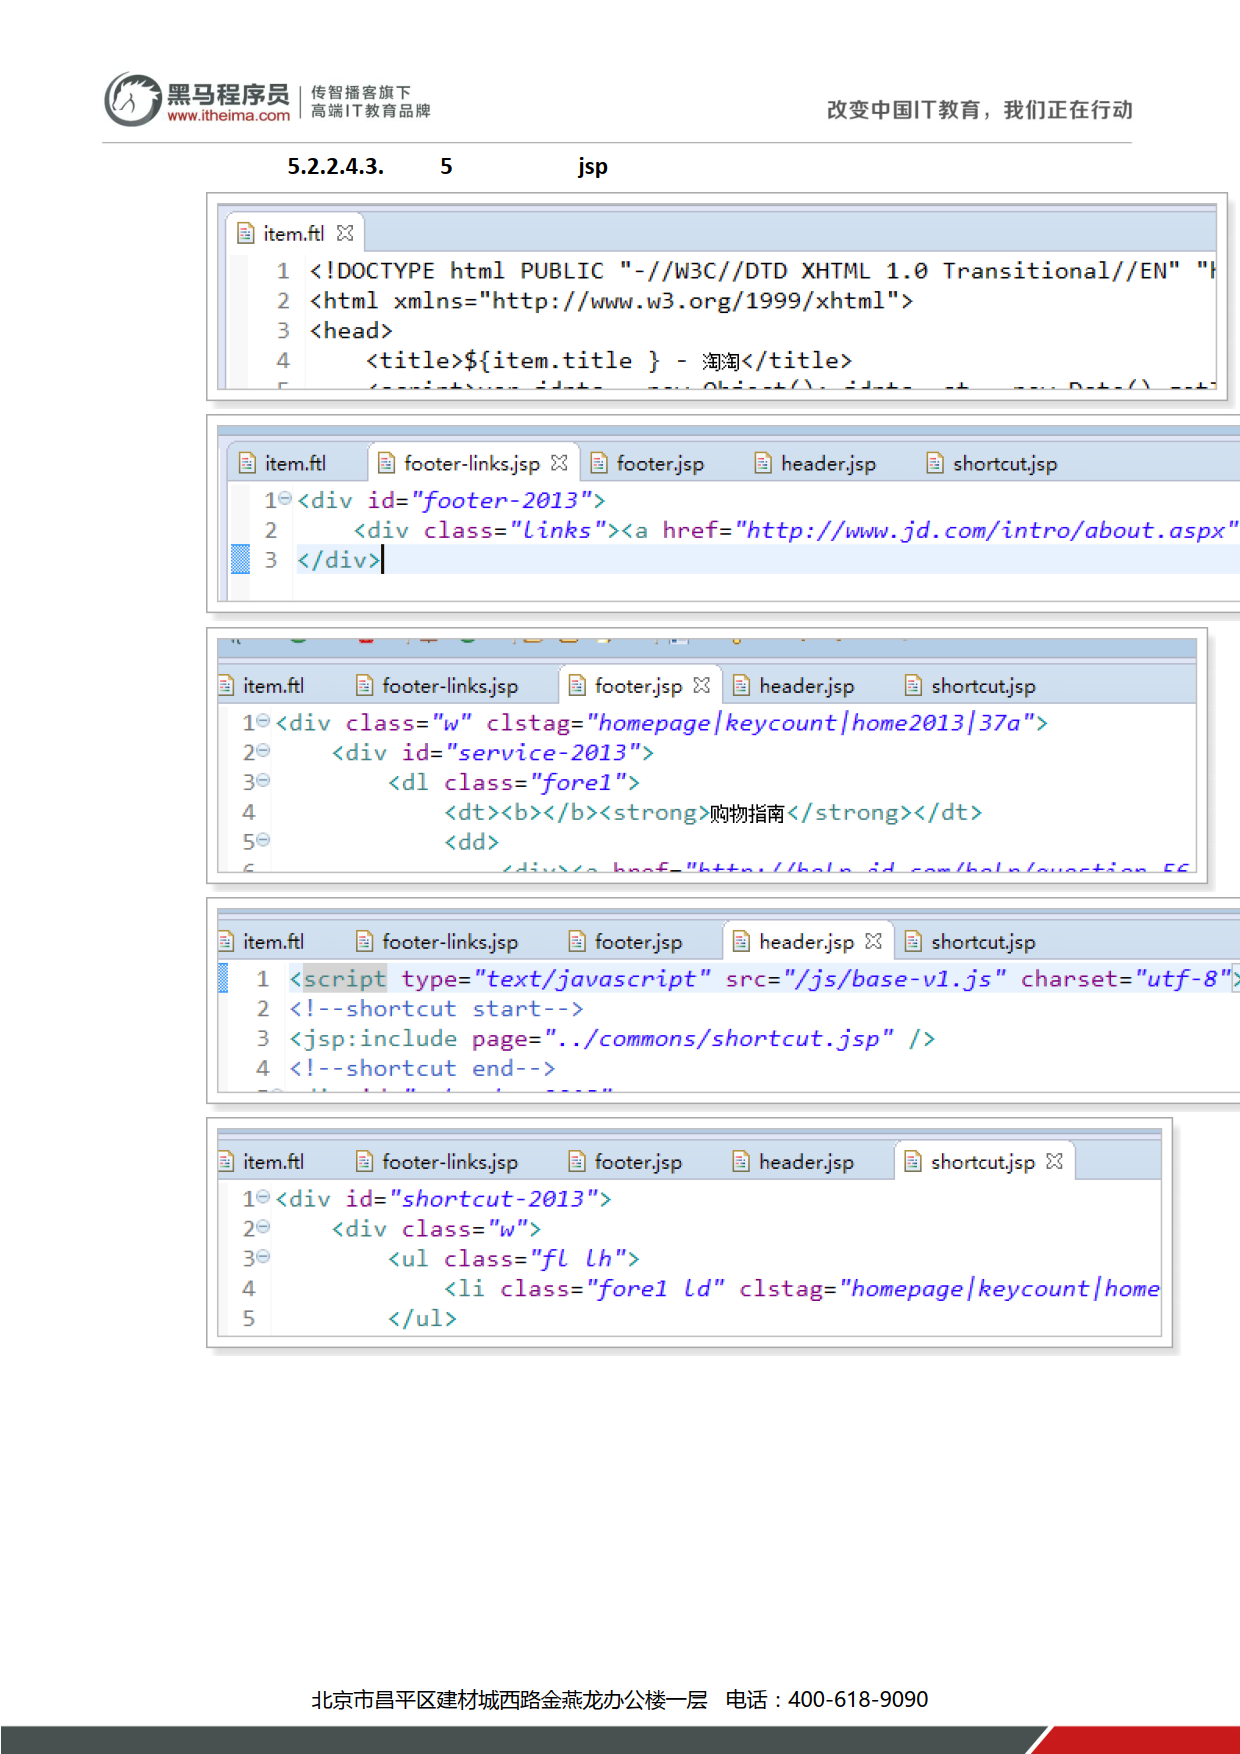 黑马程序员
www.itheima.com
传智播客旗下
高端IT教育品牌
改变中国IT教育，我们正在行动
5.2.2.4.3. 5 jsp
item.ftl
1 <!DOCTYPE html PUBLIC "-//W3C//DTD XHTML 1.0 Transitional//EN" "
2 <html xmlns="http://www.w3.org/1999/xhtml">
3 <head>
4 <title>${item.title } - 淘淘</title>
item.ftl footer-links.jsp footer.jsp header.jsp shortcut.jsp
1 <div id="footer-2013">
2 <div class="links"><a href="http://www.jd.com/intro/about.aspx"
3 </div>
item.ftl footer-links.jsp footer.jsp header.jsp shortcut.jsp
1 <div class="w" clstag="homepage|keycount|home2013|37a">
2 <div id="service-2013">
3 <dl class="fore1">
4 <dt><b></b><strong>购物指南</strong></dt>
5 <dd>
6 <div><a href="http://help.jd.com/help/question-56
item.ftl footer-links.jsp footer.jsp header.jsp shortcut.jsp
1 <script type="text/javascript" src="/js/base-v1.js" charset="utf-8">
2 <!--shortcut start-->
3 <jsp:include page="../commons/shortcut.jsp" />
4 <!--shortcut end-->
item.ftl footer-links.jsp footer.jsp header.jsp shortcut.jsp
1 <div id="shortcut-2013">
2 <div class="w">
3 <ul class="fl lh">
4 <li class="fore1 ld" clstag="homepage|keycount|home
5 </ul>
北京市昌平区建材城西路金燕龙办公楼一层 电话：400-618-9090